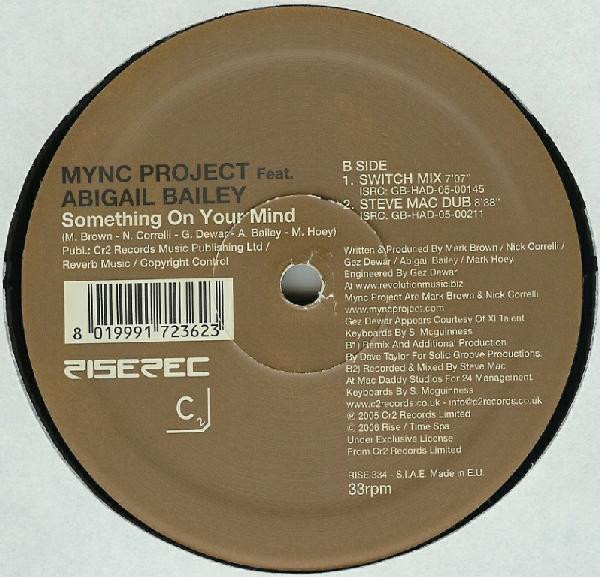 MYNC PROJECT Feat.
ABIGAIL BAILEY
Something On Your Mind
(M. Brown - N. Correlli - G. Dewar - A. Bailey - M. Hoey)
Publ.: Cr2 Records Music Publishing Ltd /
Reverb Music / Copyright Control
8 019991 723623
RISEREC
C2
B SIDE
1. SWITCH MIX 7'07"
ISRC: GB-HAD-05-00145
2. STEVE MAC DUB 8'38"
ISRC: GB-HAD-05-00211
Written & Produced By Mark Brown / Nick Correlli /
Gez Dewar / Abigail Bailey / Mark Hoey
Engineered By Gez Dewar
At www.revolutionmusic.biz
Mync Project Are Mark Brown & Nick Correlli
www.myncproject.com
Gez Dewar Appears Courtesy Of XL Talent
Keyboards By S. Mcguinness
B1) Remix And Additional Production
By Dave Taylor For Solid Groove Productions.
B2) Recorded & Mixed By Steve Mac
At Mac Daddy Studios For 24 Management.
Keyboards By S. Mcguinness
www.c2records.co.uk - info@c2records.co.uk
℗ 2005 Cr2 Records Limited
© 2006 Rise / Time Spa
Under Exclusive License
From Cr2 Records Limited
RISE 334 - S.I.A.E. Made in E.U.
33rpm